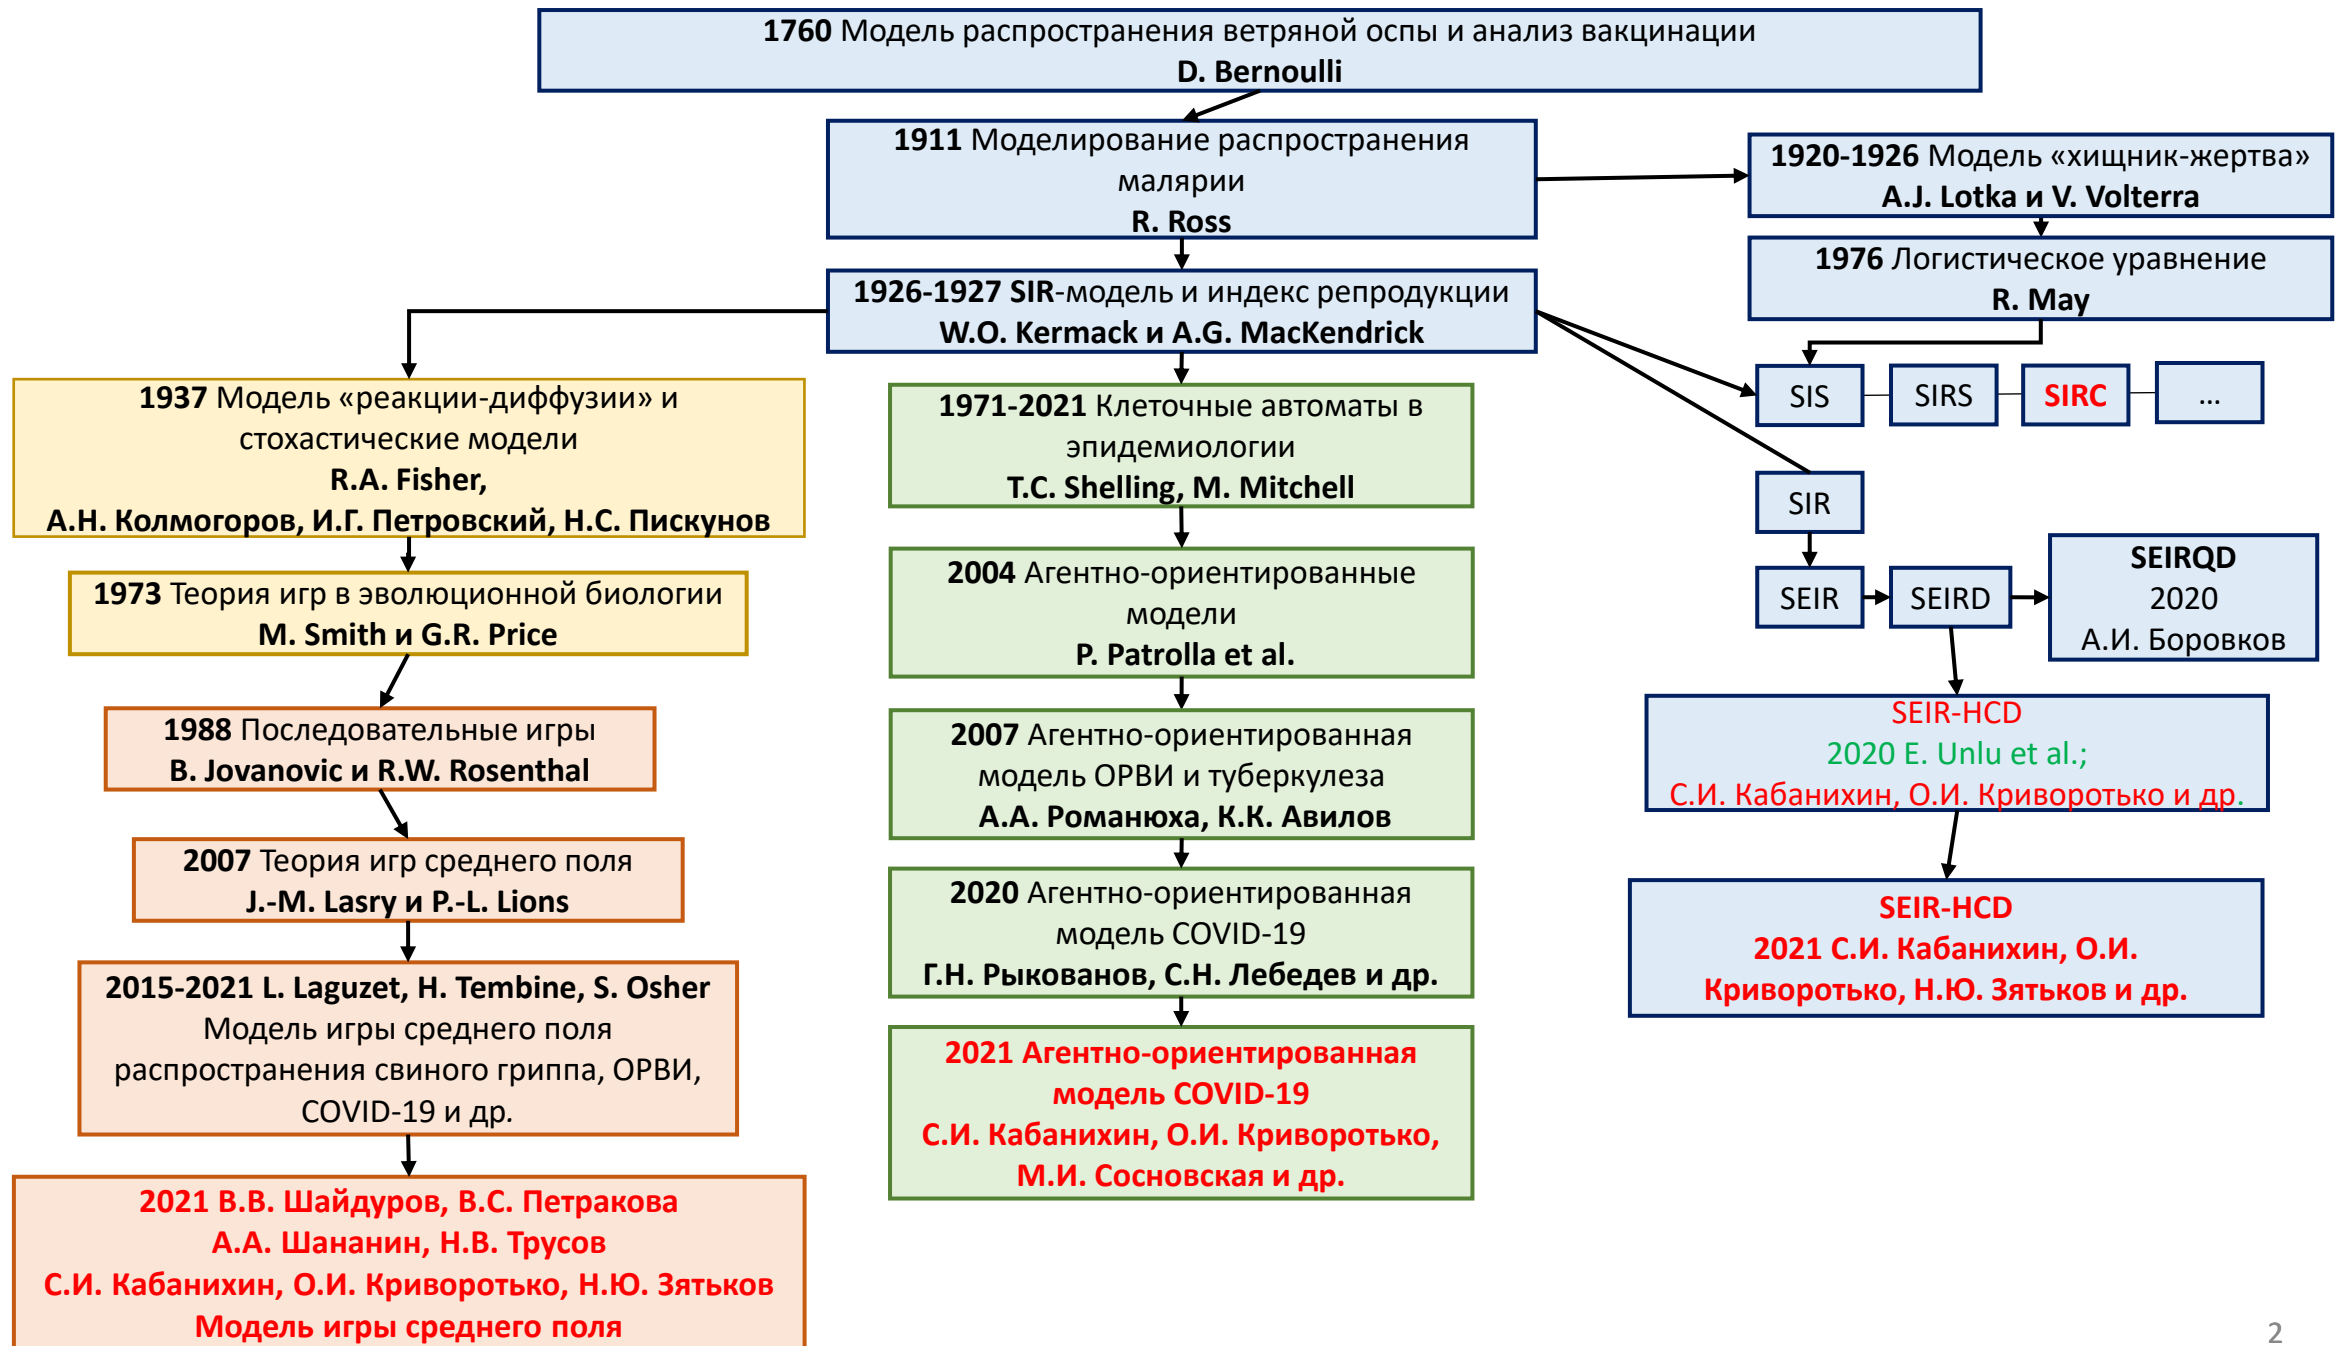 1760 Модель распространения ветряной оспы и анализ вакцинации
D. Bernoulli
1911 Моделирование распространения
малярии
R. Ross
1920-1926 Модель «хищник-жертва»
A.J. Lotka и V. Volterra
1976 Логистическое уравнение
R. May
1926-1927 SIR-модель и индекс репродукции
W.O. Kermack и A.G. MacKendrick
SIS
SIRS
SIRC
...
SIR
SEIR
SEIRD
SEIRQD
2020
А.И. Боровков
SEIR-HCD
2020 E. Unlu et al.;
С.И. Кабанихин, О.И. Криворотько и др.
SEIR-HCD
2021 С.И. Кабанихин, О.И.
Криворотько, Н.Ю. Зятьков и др.
1937 Модель «реакции-диффузии» и
стохастические модели
R.A. Fisher,
А.Н. Колмогоров, И.Г. Петровский, Н.С. Пискунов
1973 Теория игр в эволюционной биологии
M. Smith и G.R. Price
1988 Последовательные игры
B. Jovanovic и R.W. Rosenthal
2007 Теория игр среднего поля
J.-M. Lasry и P.-L. Lions
2015-2021 L. Laguzet, H. Tembine, S. Osher
Модель игры среднего поля
распространения свиного гриппа, ОРВИ,
COVID-19 и др.
2021 В.В. Шайдуров, В.С. Петракова
А.А. Шананин, Н.В. Трусов
С.И. Кабанихин, О.И. Криворотько, Н.Ю. Зятьков
Модель игры среднего поля
1971-2021 Клеточные автоматы в
эпидемиологии
T.C. Shelling, M. Mitchell
2004 Агентно-ориентированные
модели
P. Patrolla et al.
2007 Агентно-ориентированная
модель ОРВИ и туберкулеза
А.А. Романюха, К.К. Авилов
2020 Агентно-ориентированная
модель COVID-19
Г.Н. Рыкованов, С.Н. Лебедев и др.
2021 Агентно-ориентированная
модель COVID-19
С.И. Кабанихин, О.И. Криворотько,
М.И. Сосновская и др.
2